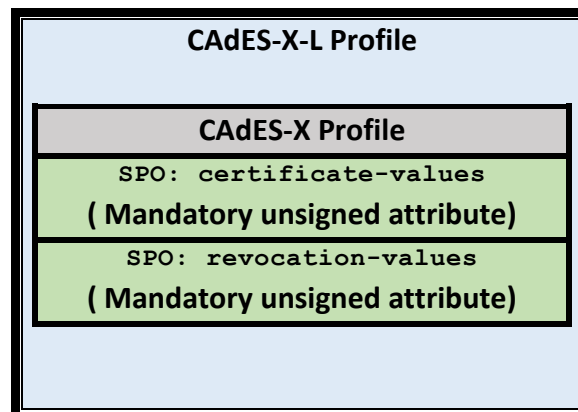 CAdES-X-L Profile
CAdES-X Profile
SPO: certificate-values
( Mandatory unsigned attribute)
SPO: revocation-values
( Mandatory unsigned attribute)